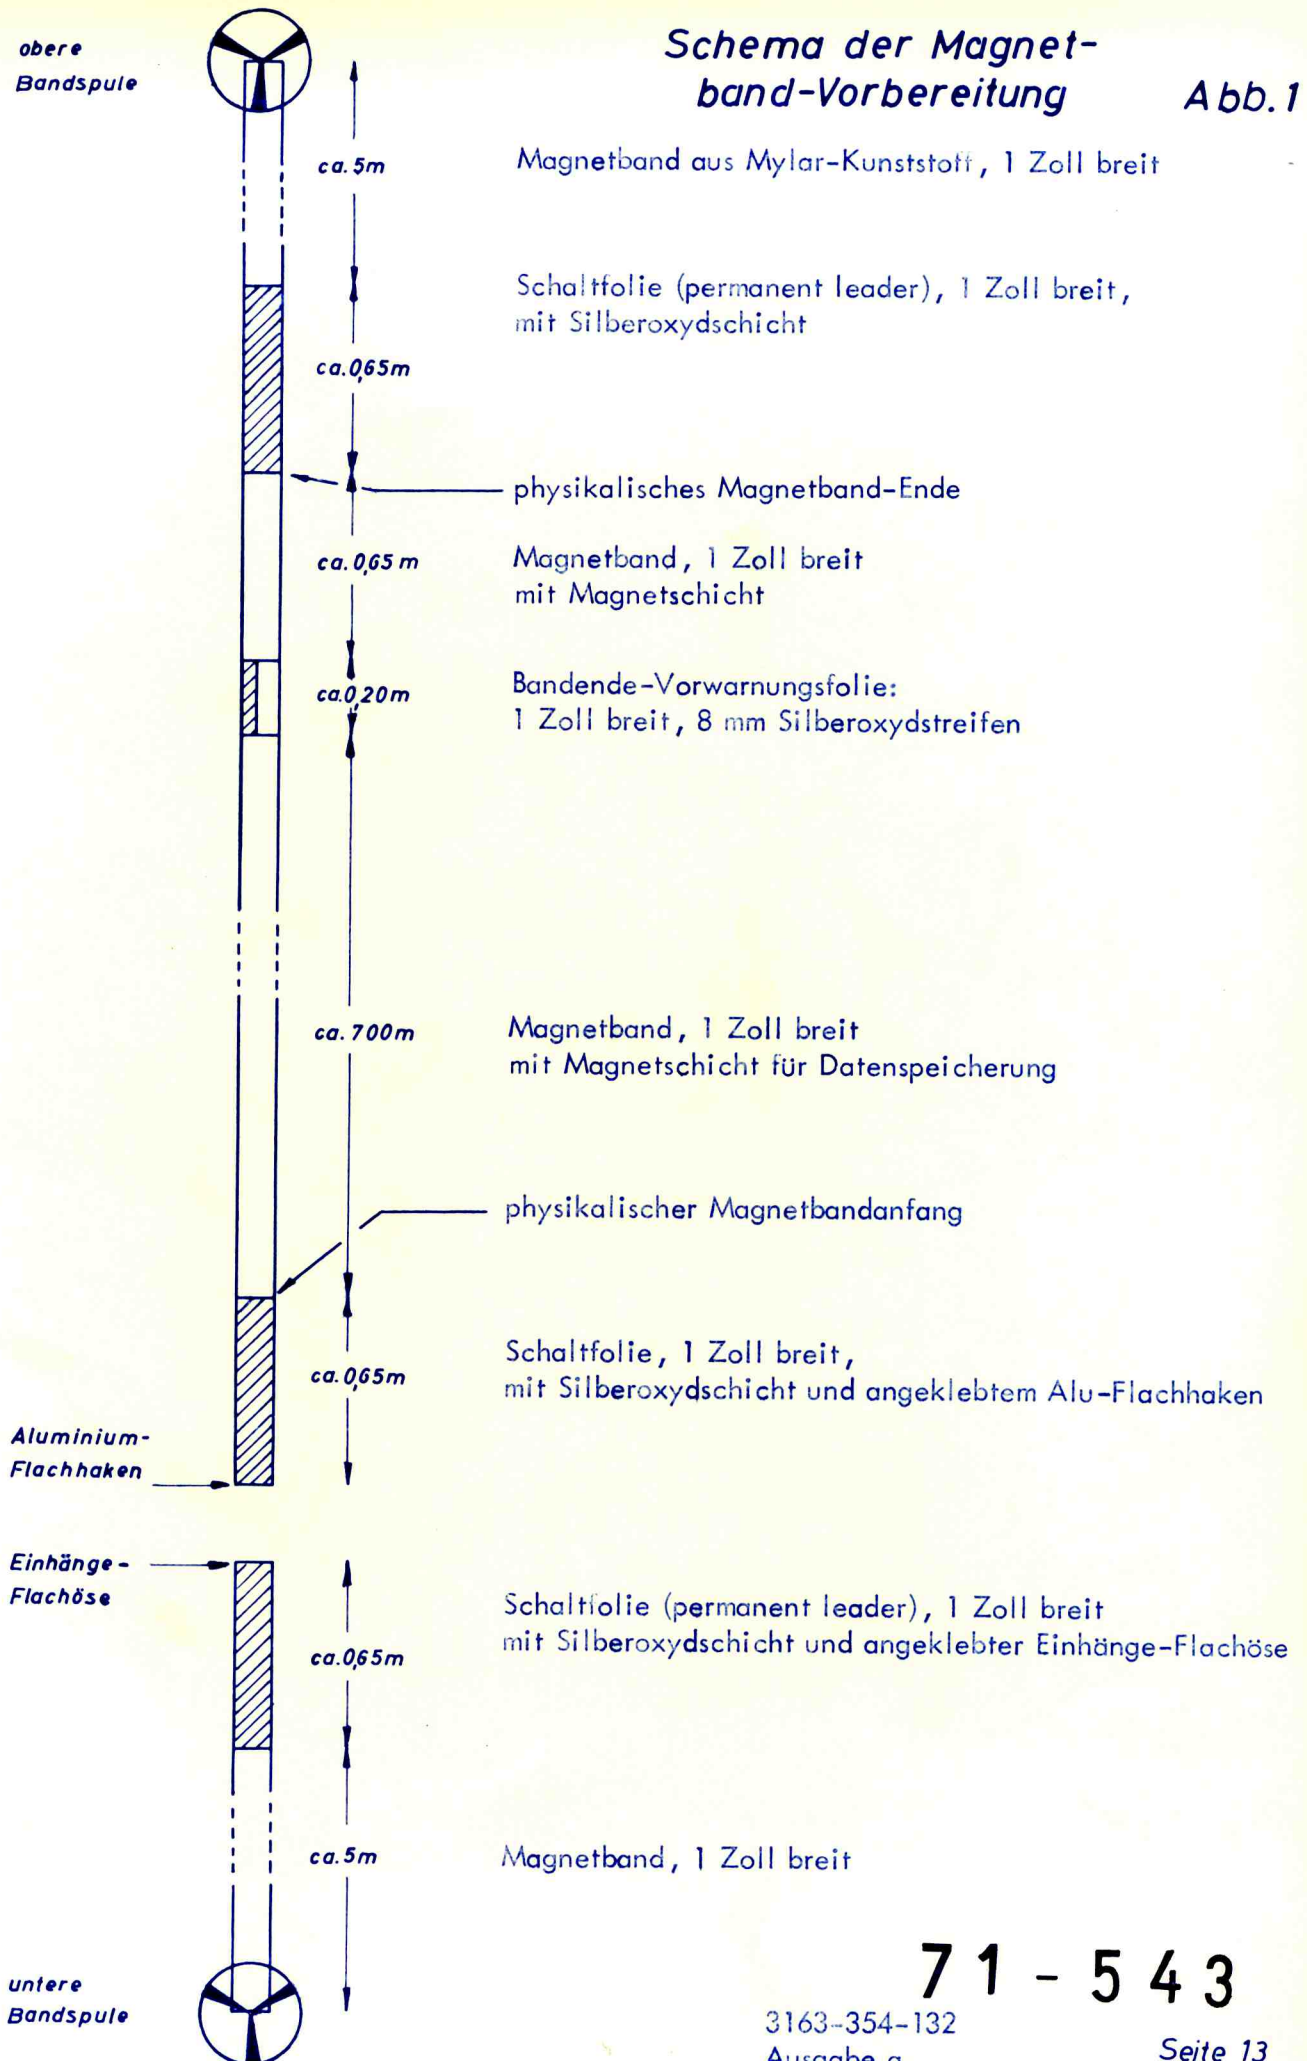 Schema der Magnet-
band-Vorbereitung
Abb.1
obere
Bandspule
ca. 5m
Magnetband aus Mylar-Kunststoff, 1 Zoll breit
Schaltfolie (permanent leader), 1 Zoll breit,
mit Silberoxydschicht
ca. 0,65m
physikalisches Magnetband-Ende
ca. 0,65m
Magnetband, 1 Zoll breit
mit Magnetschicht
ca. 0,20m
Bandende-Vorwarnungsfolie:
1 Zoll breit, 8 mm Silberoxydstreifen
ca. 700m
Magnetband, 1 Zoll breit
mit Magnetschicht für Datenspeicherung
physikalischer Magnetbandanfang
ca. 0,65m
Schaltfolie, 1 Zoll breit,
mit Silberoxydschicht und angeklebtem Alu-Flachhaken
Aluminium-
Flachhaken
Einhänge-
Flachöse
Schaltfolie (permanent leader), 1 Zoll breit
mit Silberoxydschicht und angeklebter Einhänge-Flachöse
ca. 0,65m
ca. 5m
Magnetband, 1 Zoll breit
untere
Bandspule
71-543
3163-354-132
Ausgabe a
Seite 13